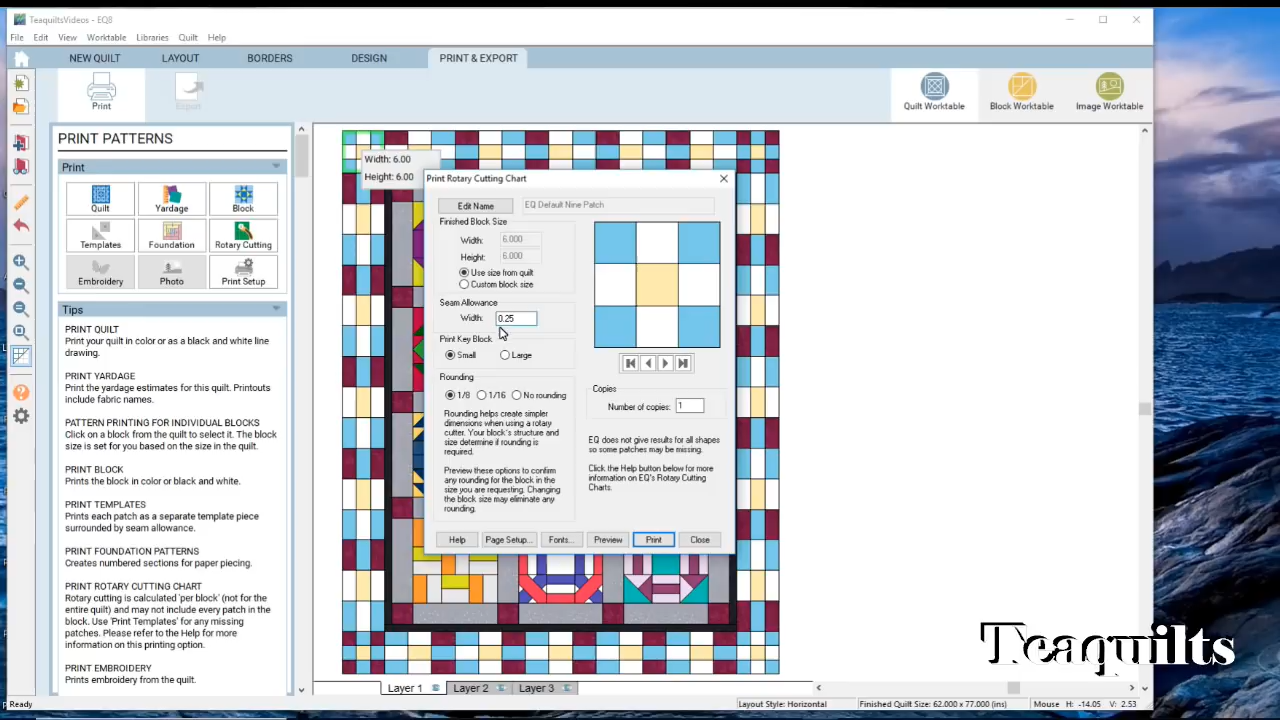 TeaquiltsVideos - EQ8
File Edit View Worktable Libraries Quilt Help
NEW QUILT LAYOUT BORDERS DESIGN PRINT & EXPORT
Print Export
Quilt Worktable Block Worktable Image Worktable
PRINT PATTERNS
Print
Quilt Yardage Block
Templates Foundation Rotary Cutting
Embroidery Photo Print Setup
Tips
PRINT QUILT
Print your quilt in color or as a black and white line
drawing.
PRINT YARDAGE
Print the yardage estimates for this quilt. Printouts
include fabric names.
PATTERN PRINTING FOR INDIVIDUAL BLOCKS
Click on a block from the quilt to select it. The block
size is set for you based on the size in the quilt.
PRINT BLOCK
Prints the block in color or black and white.
PRINT TEMPLATES
Prints each patch as a separate template piece
surrounded by seam allowance.
PRINT FOUNDATION PATTERNS
Creates numbered sections for paper piecing.
PRINT ROTARY CUTTING CHART
Rotary cutting is calculated 'per block' (not for the
entire quilt) and may not include every patch in the
block. Use 'Print Templates' for any missing
patches. Please refer to the Help for more
information on this printing option.
PRINT EMBROIDERY
Prints embroidery from the quilt.
Width: 6.00
Height: 6.00
Print Rotary Cutting Chart
Edit Name EQ Default Nine Patch
Finished Block Size
Width: 6.000
Height: 6.000
Use size from quilt
Custom block size
Seam Allowance
Width: 0.25
Print Key Block
Small Large
Rounding
1/8 1/16 No rounding
Rounding helps create simpler
dimensions when using a rotary
cutter. Your block's structure and
size determine if rounding is
required.
Preview these options to confirm
any rounding for the block in the
size you are requesting. Changing
the block size may eliminate any
rounding.
Copies
Number of copies: 1
EQ does not give results for all shapes
so some patches may be missing.
Click the Help button below for more
information on EQ's Rotary Cutting
Charts.
Help Page Setup... Fonts... Preview Print Close
Teaquilts
Layer 1 Layer 2 Layer 3
Ready
Layout Style: Horizontal Finished Quilt Size: 62.000 x 77.000 (ins) Mouse H: -14.05 V: 2.53